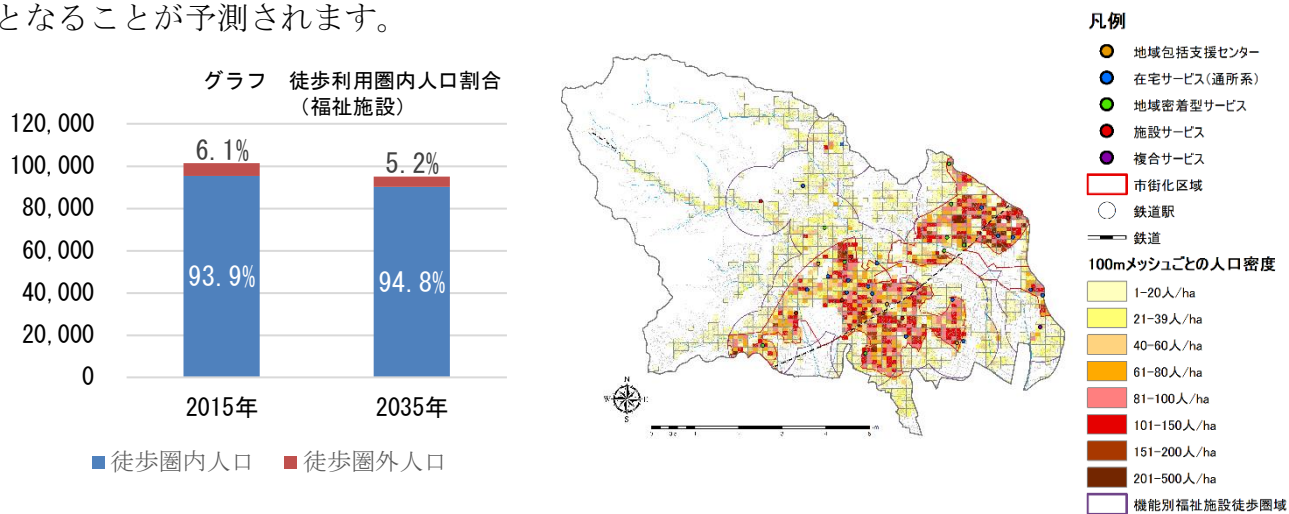 となることが予測されます。
グラフ 徒歩利用圏内人口割合
(福祉施設)
120,000
100,000
80,000
60,000
40,000
20,000
0
6.1%
93.9%
5.2%
94.8%
2015年
2035年
徒歩圏内人口
徒歩圏外人口
N
W
E
S
凡例
地域包括支援センター
在宅サービス(通所系)
地域密着型サービス
施設サービス
複合サービス
市街化区域
鉄道駅
鉄道
100mメッシュごとの人口密度
1-20人/ha
21-39人/ha
40-60人/ha
61-80人/ha
81-100人/ha
101-150人/ha
151-200人/ha
201-500人/ha
機能別福祉施設徒歩圏域